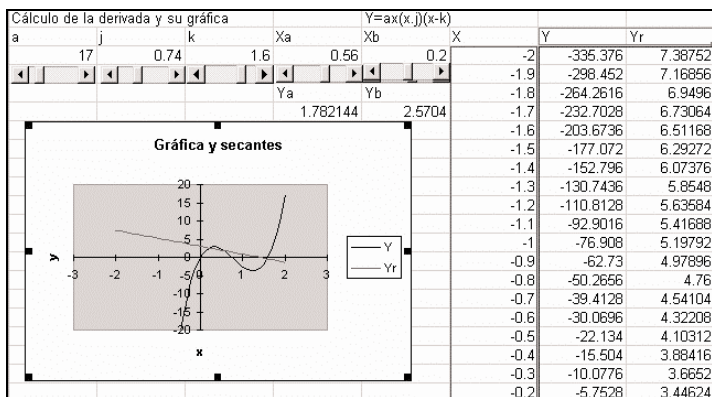 Cálculo de la derivada y su gráfica Y=ax(x.j)(x-k)
a j k Xa Xb X Y Yr
17 0.74 1.6 0.56 0.2 -2 -335.376 7.38752
-1.9 -298.452 7.16856
Ya Yb -1.8 -264.2616 6.9496
1.782144 2.5704 -1.7 -232.7028 6.73064
-1.6 -203.6736 6.51168
Gráfica y secantes
-1.5 -177.072 6.29272
-1.4 -152.796 6.07376
-1.3 -130.7436 5.8548
-1.2 -110.8128 5.63584
-1.1 -92.9016 5.41688
-1 -76.908 5.19792
-0.9 -62.73 4.97896
-0.8 -50.2656 4.76
-0.7 -39.4128 4.54104
-0.6 -30.0696 4.32208
-0.5 -22.134 4.10312
-0.4 -15.504 3.88416
-0.3 -10.0776 3.6652
-0.2 -5.7528 3.44624
20
15
10
5
0
-5
-10
-15
-20
-3 -2 -1 0 1 2 3
y
x
Y
Yr